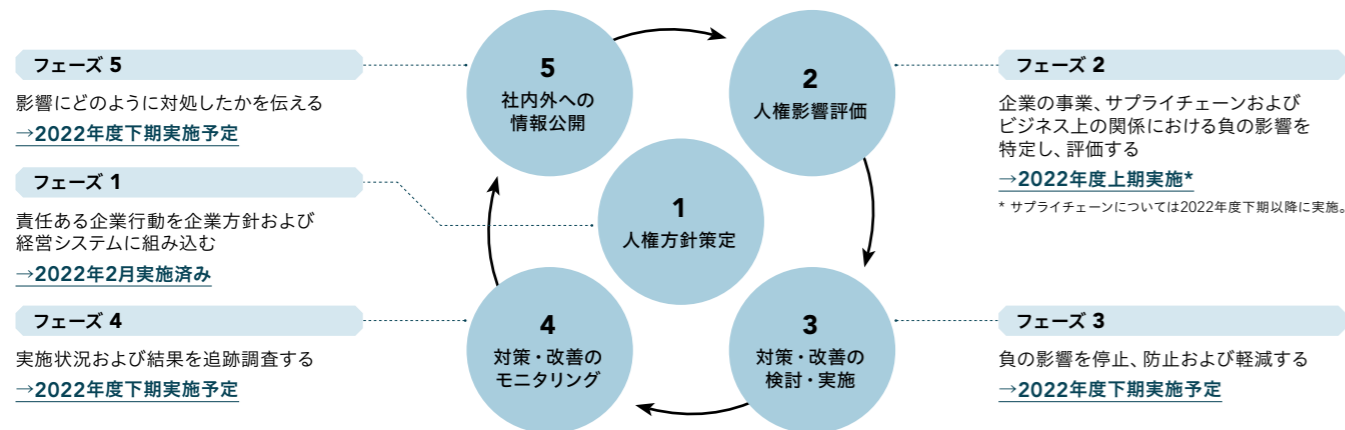 フェーズ 5
影響にどのように対処したかを伝える
→2022年度下期実施予定
フェーズ 1
責任ある企業行動を企業方針および
経営システムに組み込む
→2022年2月実施済み
フェーズ 4
実施状況および結果を追跡調査する
→2022年度下期実施予定
5
社内外への
情報公開
2
人権影響評価
1
人権方針策定
4
対策・改善の
モニタリング
3
対策・改善の
検討・実施
フェーズ 2
企業の事業、サプライチェーンおよび
ビジネス上の関係における負の影響を
特定し、評価する
→2022年度上期実施*
* サプライチェーンについては2022年度下期以降に実施。
フェーズ 3
負の影響を停止、防止および軽減する
→2022年度下期実施予定